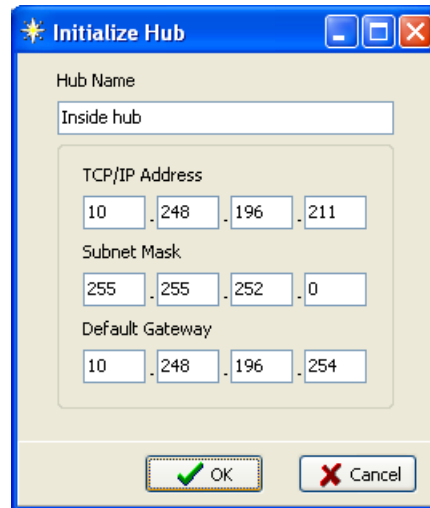 Initialize Hub
Hub Name
Inside hub
TCP/IP Address
10 . 248 . 196 . 211
Subnet Mask
255 . 255 . 252 . 0
Default Gateway
10 . 248 . 196 . 254
OK Cancel